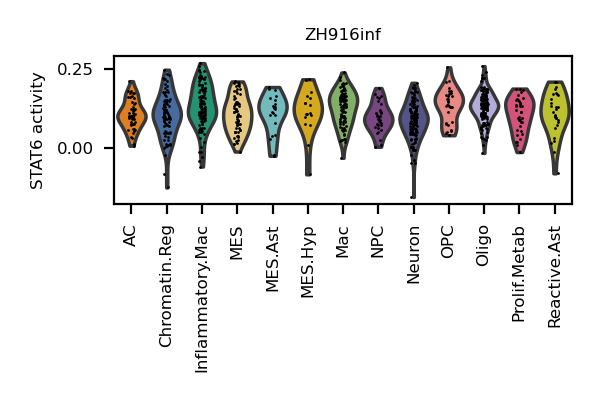 ZH916inf
STAT6 activity
0.25
0.00
AC
Chromatin.Reg
Inflammatory.Mac
MES
MES.Ast
MES.Hyp
Mac
NPC
Neuron
OPC
Oligo
Prolif.Metab
Reactive.Ast